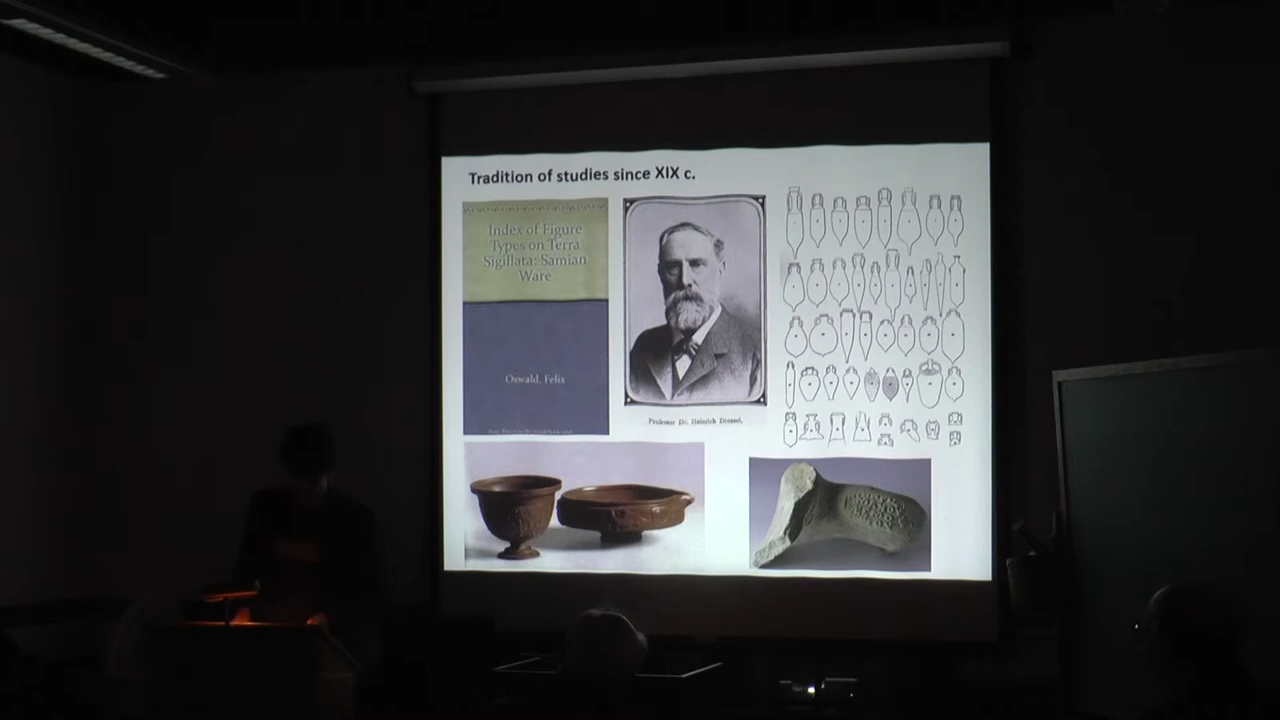 Tradition of studies since XIX c.
Index of Figure
Types on Terra
Sigillata: Samian
Ware
Oswald, Felix
Professor Dr. Heinrich Dressel,